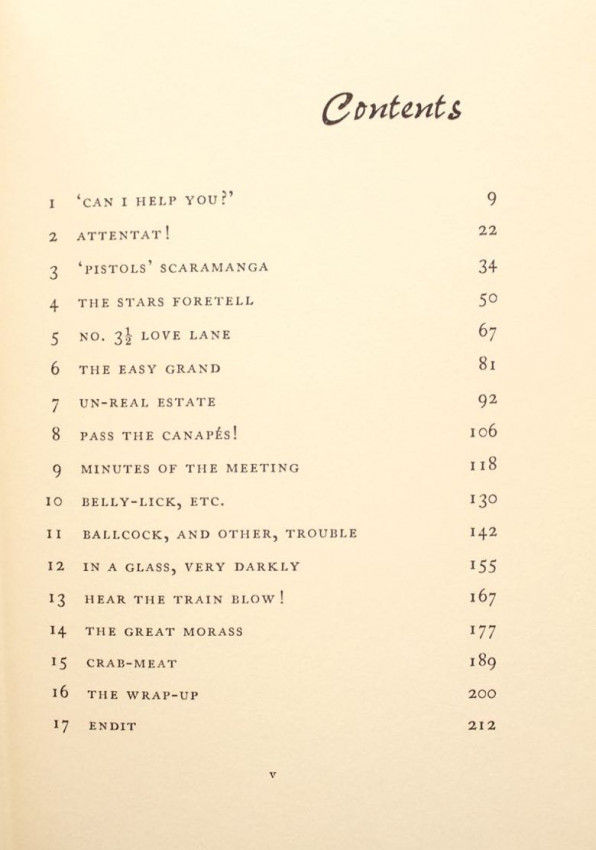 Contents
1 ‘CAN I HELP YOU?’ 9
2 ATTENTAT! 22
3 ‘PISTOLS’ SCARAMANGA 34
4 THE STARS FORETELL 50
5 NO. 3½ LOVE LANE 67
6 THE EASY GRAND 81
7 UN-REAL ESTATE 92
8 PASS THE CANAPÉS! 106
9 MINUTES OF THE MEETING 118
10 BELLY-LICK, ETC. 130
11 BALLCOCK, AND OTHER, TROUBLE 142
12 IN A GLASS, VERY DARKLY 155
13 HEAR THE TRAIN BLOW! 167
14 THE GREAT MORASS 177
15 CRAB-MEAT 189
16 THE WRAP-UP 200
17 ENDIT 212
v